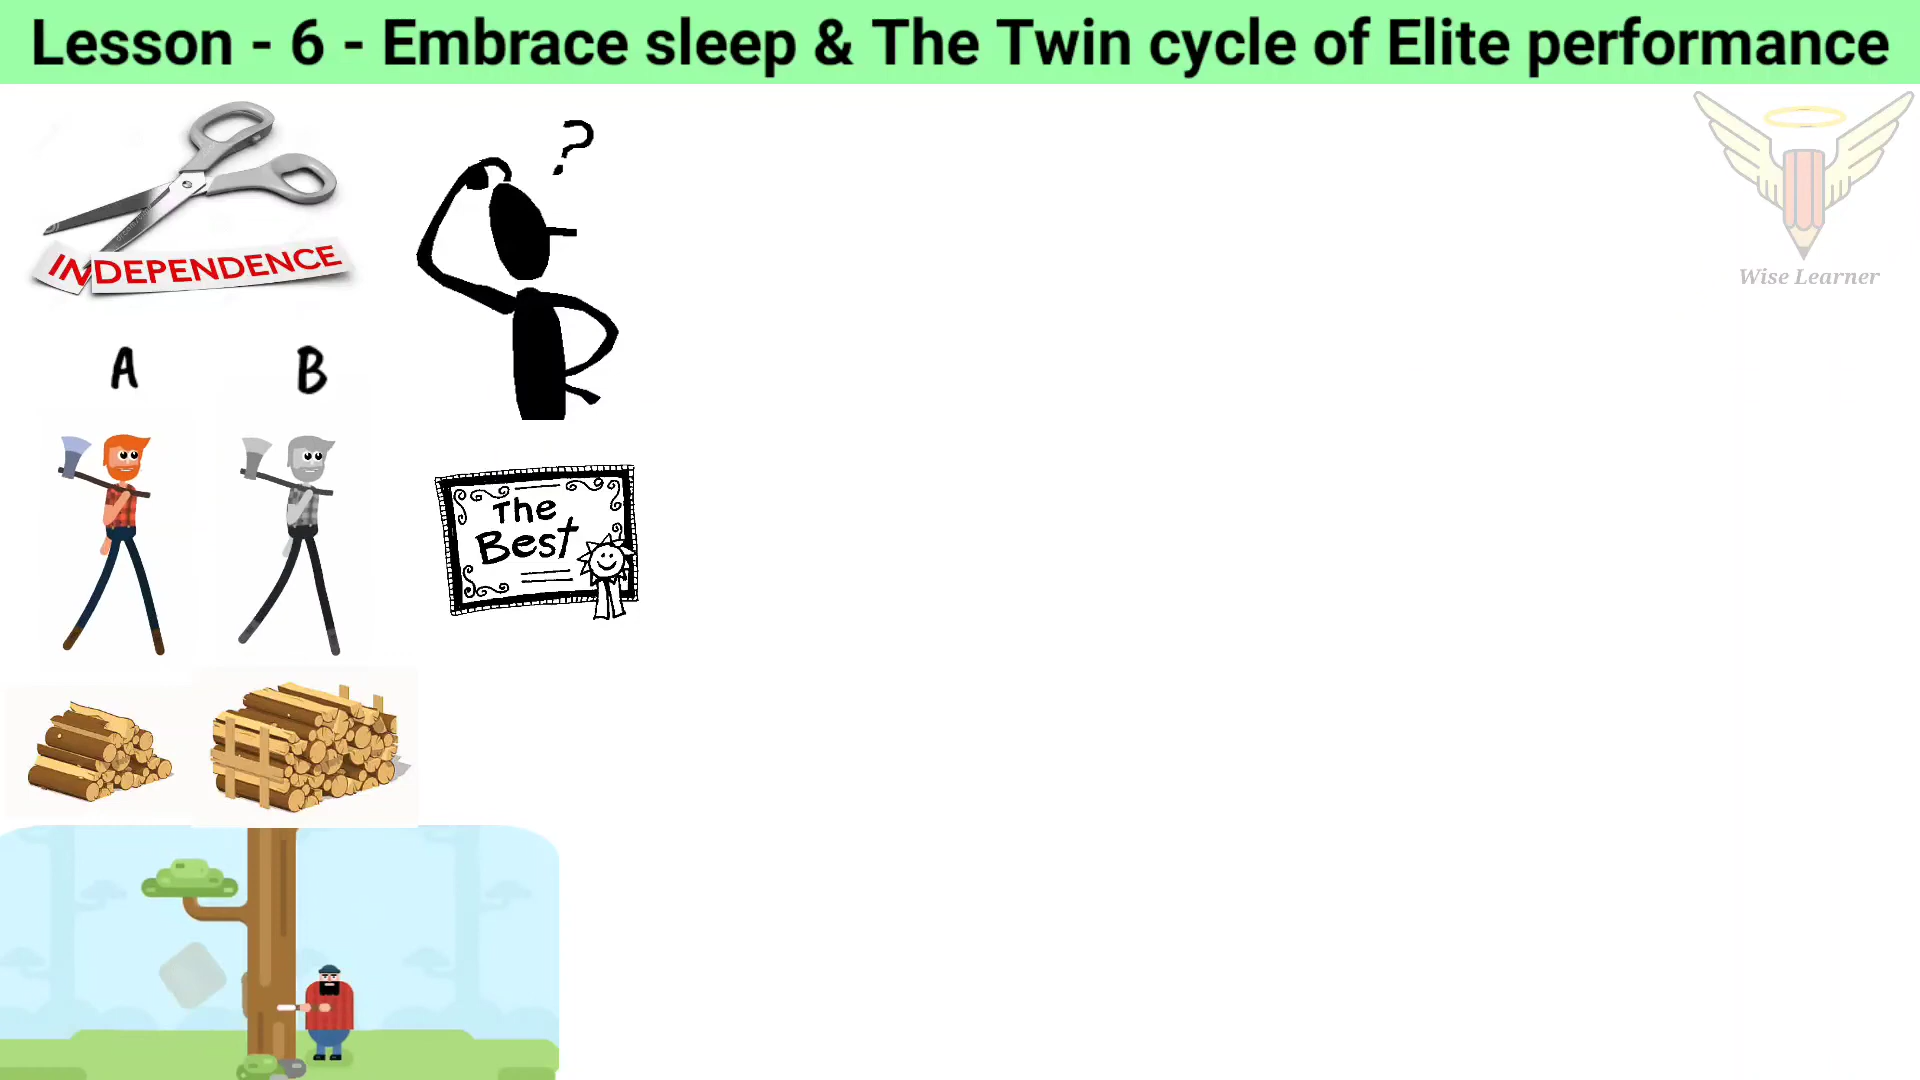 Lesson - 6 - Embrace sleep & The Twin cycle of Elite performance
INDEPENDENCE
?
Wise Learner
A B
The
Best